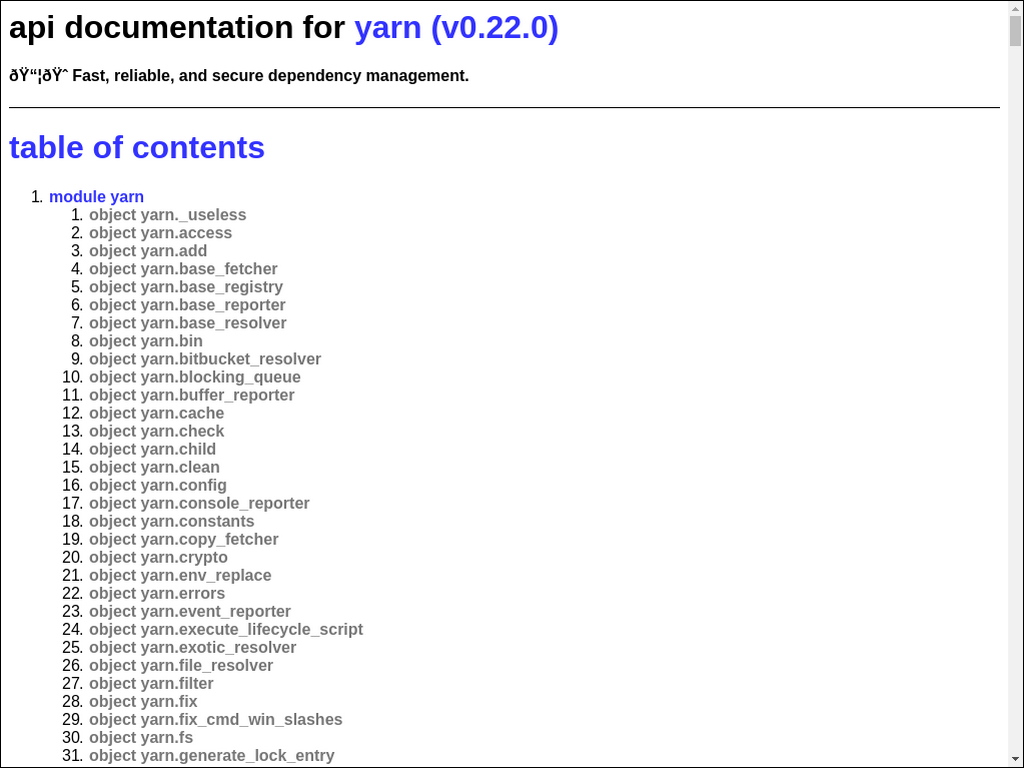 api documentation for yarn (v0.22.0)
ðŸ“¦ðŸˆ Fast, reliable, and secure dependency management.
table of contents
1. module yarn
1. object yarn._useless
2. object yarn.access
3. object yarn.add
4. object yarn.base_fetcher
5. object yarn.base_registry
6. object yarn.base_reporter
7. object yarn.base_resolver
8. object yarn.bin
9. object yarn.bitbucket_resolver
10. object yarn.blocking_queue
11. object yarn.buffer_reporter
12. object yarn.cache
13. object yarn.check
14. object yarn.child
15. object yarn.clean
16. object yarn.config
17. object yarn.console_reporter
18. object yarn.constants
19. object yarn.copy_fetcher
20. object yarn.crypto
21. object yarn.env_replace
22. object yarn.errors
23. object yarn.event_reporter
24. object yarn.execute_lifecycle_script
25. object yarn.exotic_resolver
26. object yarn.file_resolver
27. object yarn.filter
28. object yarn.fix
29. object yarn.fix_cmd_win_slashes
30. object yarn.fs
31. object yarn.generate_lock_entry